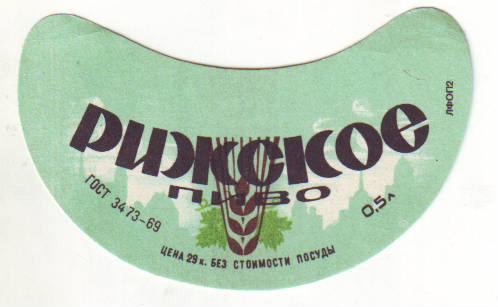 РИЖСКОЕ
ПИВО
ГОСТ 3473-69
0,5л
ЦЕНА 29к. БЕЗ СТОИМОСТИ ПОСУДЫ
ЛФОП2